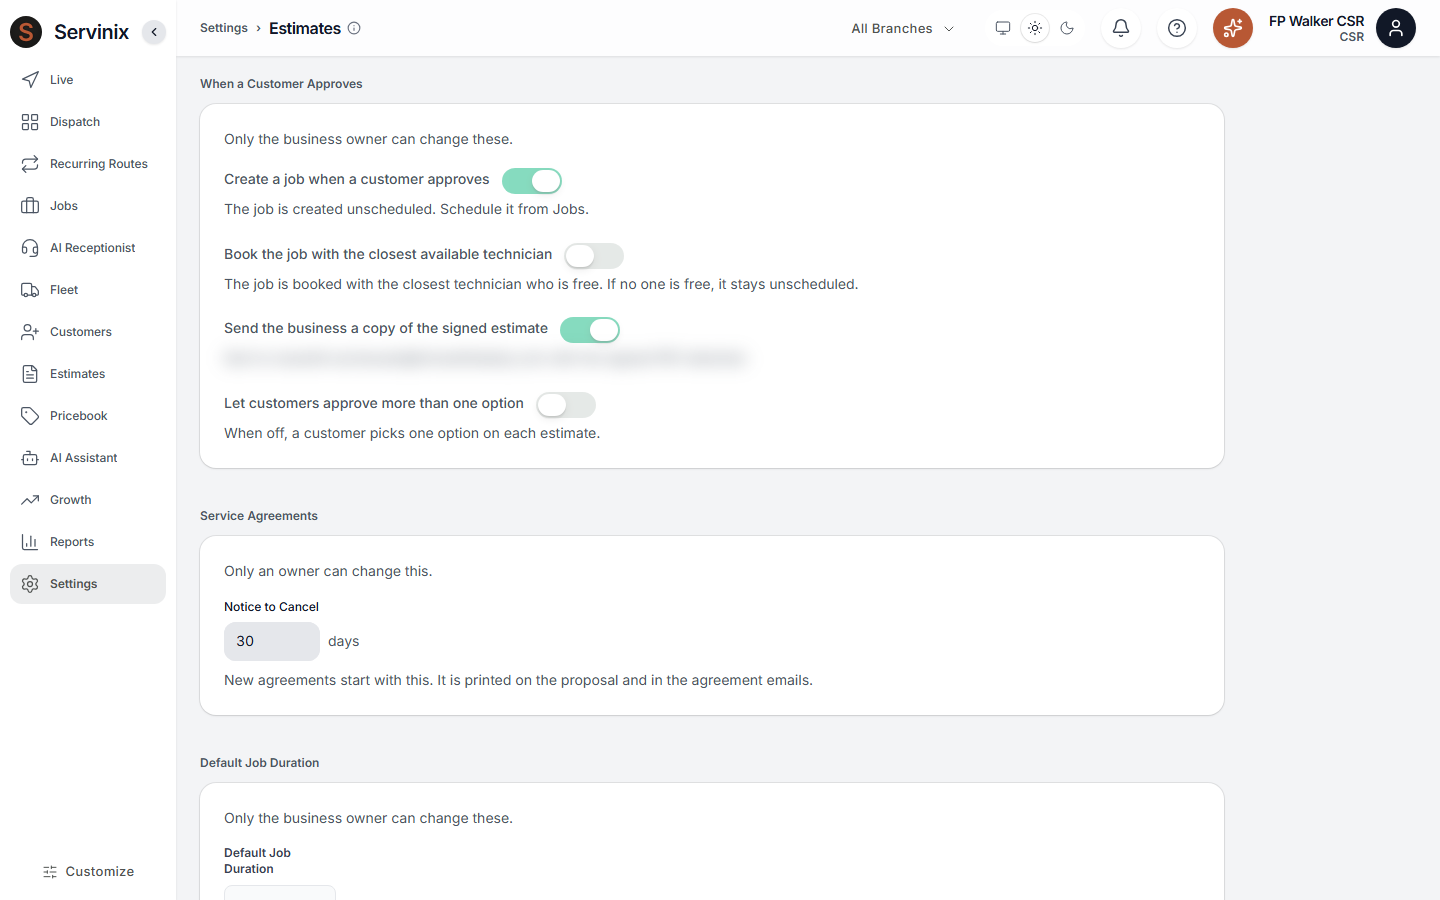 S Servinix
Settings › Estimates
All Branches
FP Walker CSR
CSR
Live
Dispatch
Recurring Routes
Jobs
AI Receptionist
Fleet
Customers
Estimates
Pricebook
AI Assistant
Growth
Reports
Settings
Customize
When a Customer Approves
Only the business owner can change these.
Create a job when a customer approves
The job is created unscheduled. Schedule it from Jobs.
Book the job with the closest available technician
The job is booked with the closest technician who is free. If no one is free, it stays unscheduled.
Send the business a copy of the signed estimate
Let customers approve more than one option
When off, a customer picks one option on each estimate.
Service Agreements
Only an owner can change this.
Notice to Cancel
30 days
New agreements start with this. It is printed on the proposal and in the agreement emails.
Default Job Duration
Only the business owner can change these.
Default Job
Duration